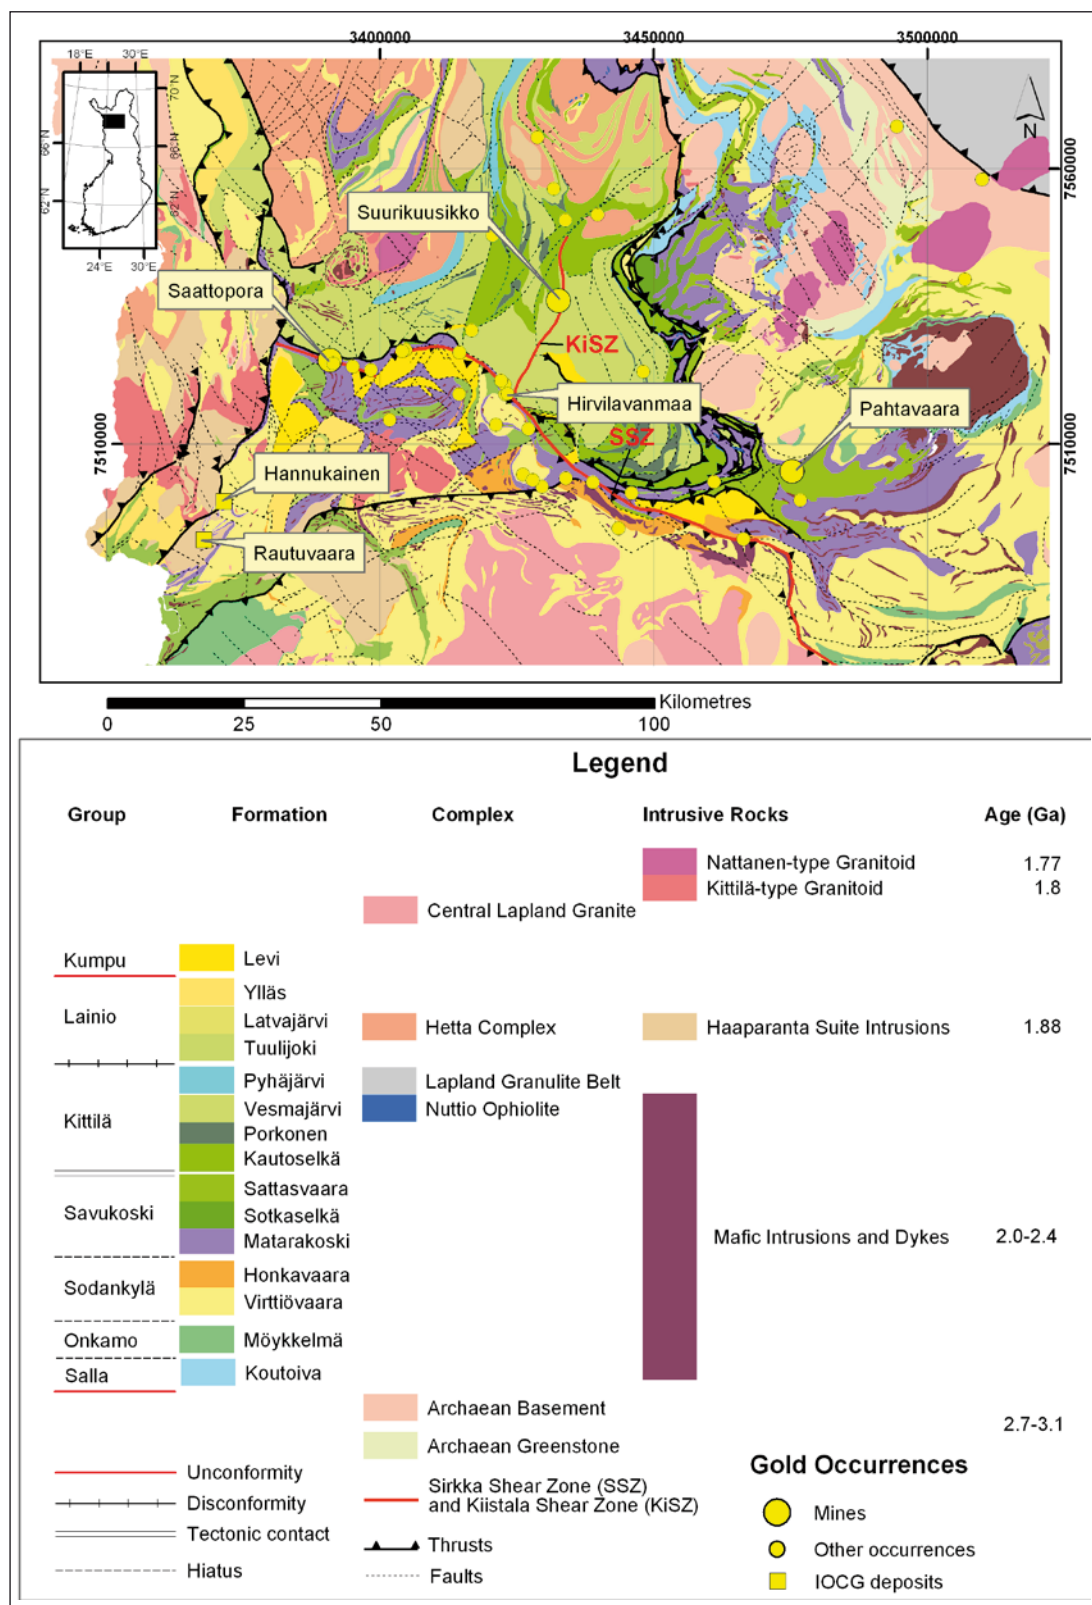 3400000 3450000 3500000
18°E 30°E
70°N
66°N 66°N
62°N 62°N
24°E 30°E
N
7560000 7560000
7510000 7510000
Suurikuusikko
Saattopora
KiSZ
Hirvilavanmaa
Pahtavaara
SSZ
Hannukainen
Rautuvaara
Kilometres
0 25 50 100
Legend
Group Formation Complex Intrusive Rocks Age (Ga)
Nattanen-type Granitoid 1.77
Kittilä-type Granitoid 1.8
Central Lapland Granite
Kumpu Levi
Ylläs
Lainio Latvajärvi Hetta Complex Haaparanta Suite Intrusions 1.88
Tuulijoki
Pyhäjärvi Lapland Granulite Belt
Kittilä Vesmajärvi Nuttio Ophiolite
Porkonen
Kautoselkä
Sattasvaara
Savukoski Sotkaselkä
Matarakoski Mafic Intrusions and Dykes 2.0-2.4
Sodankylä Honkavaara
Virttiövaara
Onkamo Möykkelmä
Salla Koutoiva
Archaean Basement 2.7-3.1
Archaean Greenstone
Unconformity
Disconformity
Tectonic contact
Hiatus
Sirkka Shear Zone (SSZ)
and Kiistala Shear Zone (KiSZ)
Thrusts
Faults
Gold Occurrences
Mines
Other occurrences
IOCG deposits